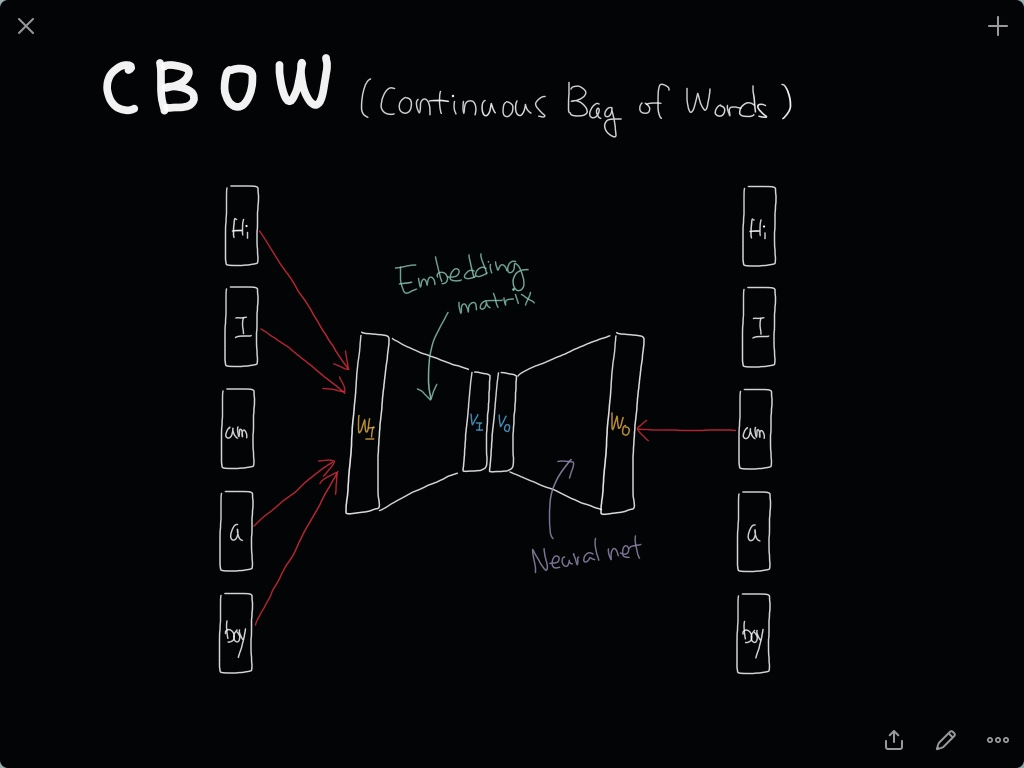 CBOW (Continuous Bag of Words)
Hi
I
am
a
boy
Embedding
matrix
W_I
V_I
V_O
W_O
Neural net
Hi
I
am
a
boy